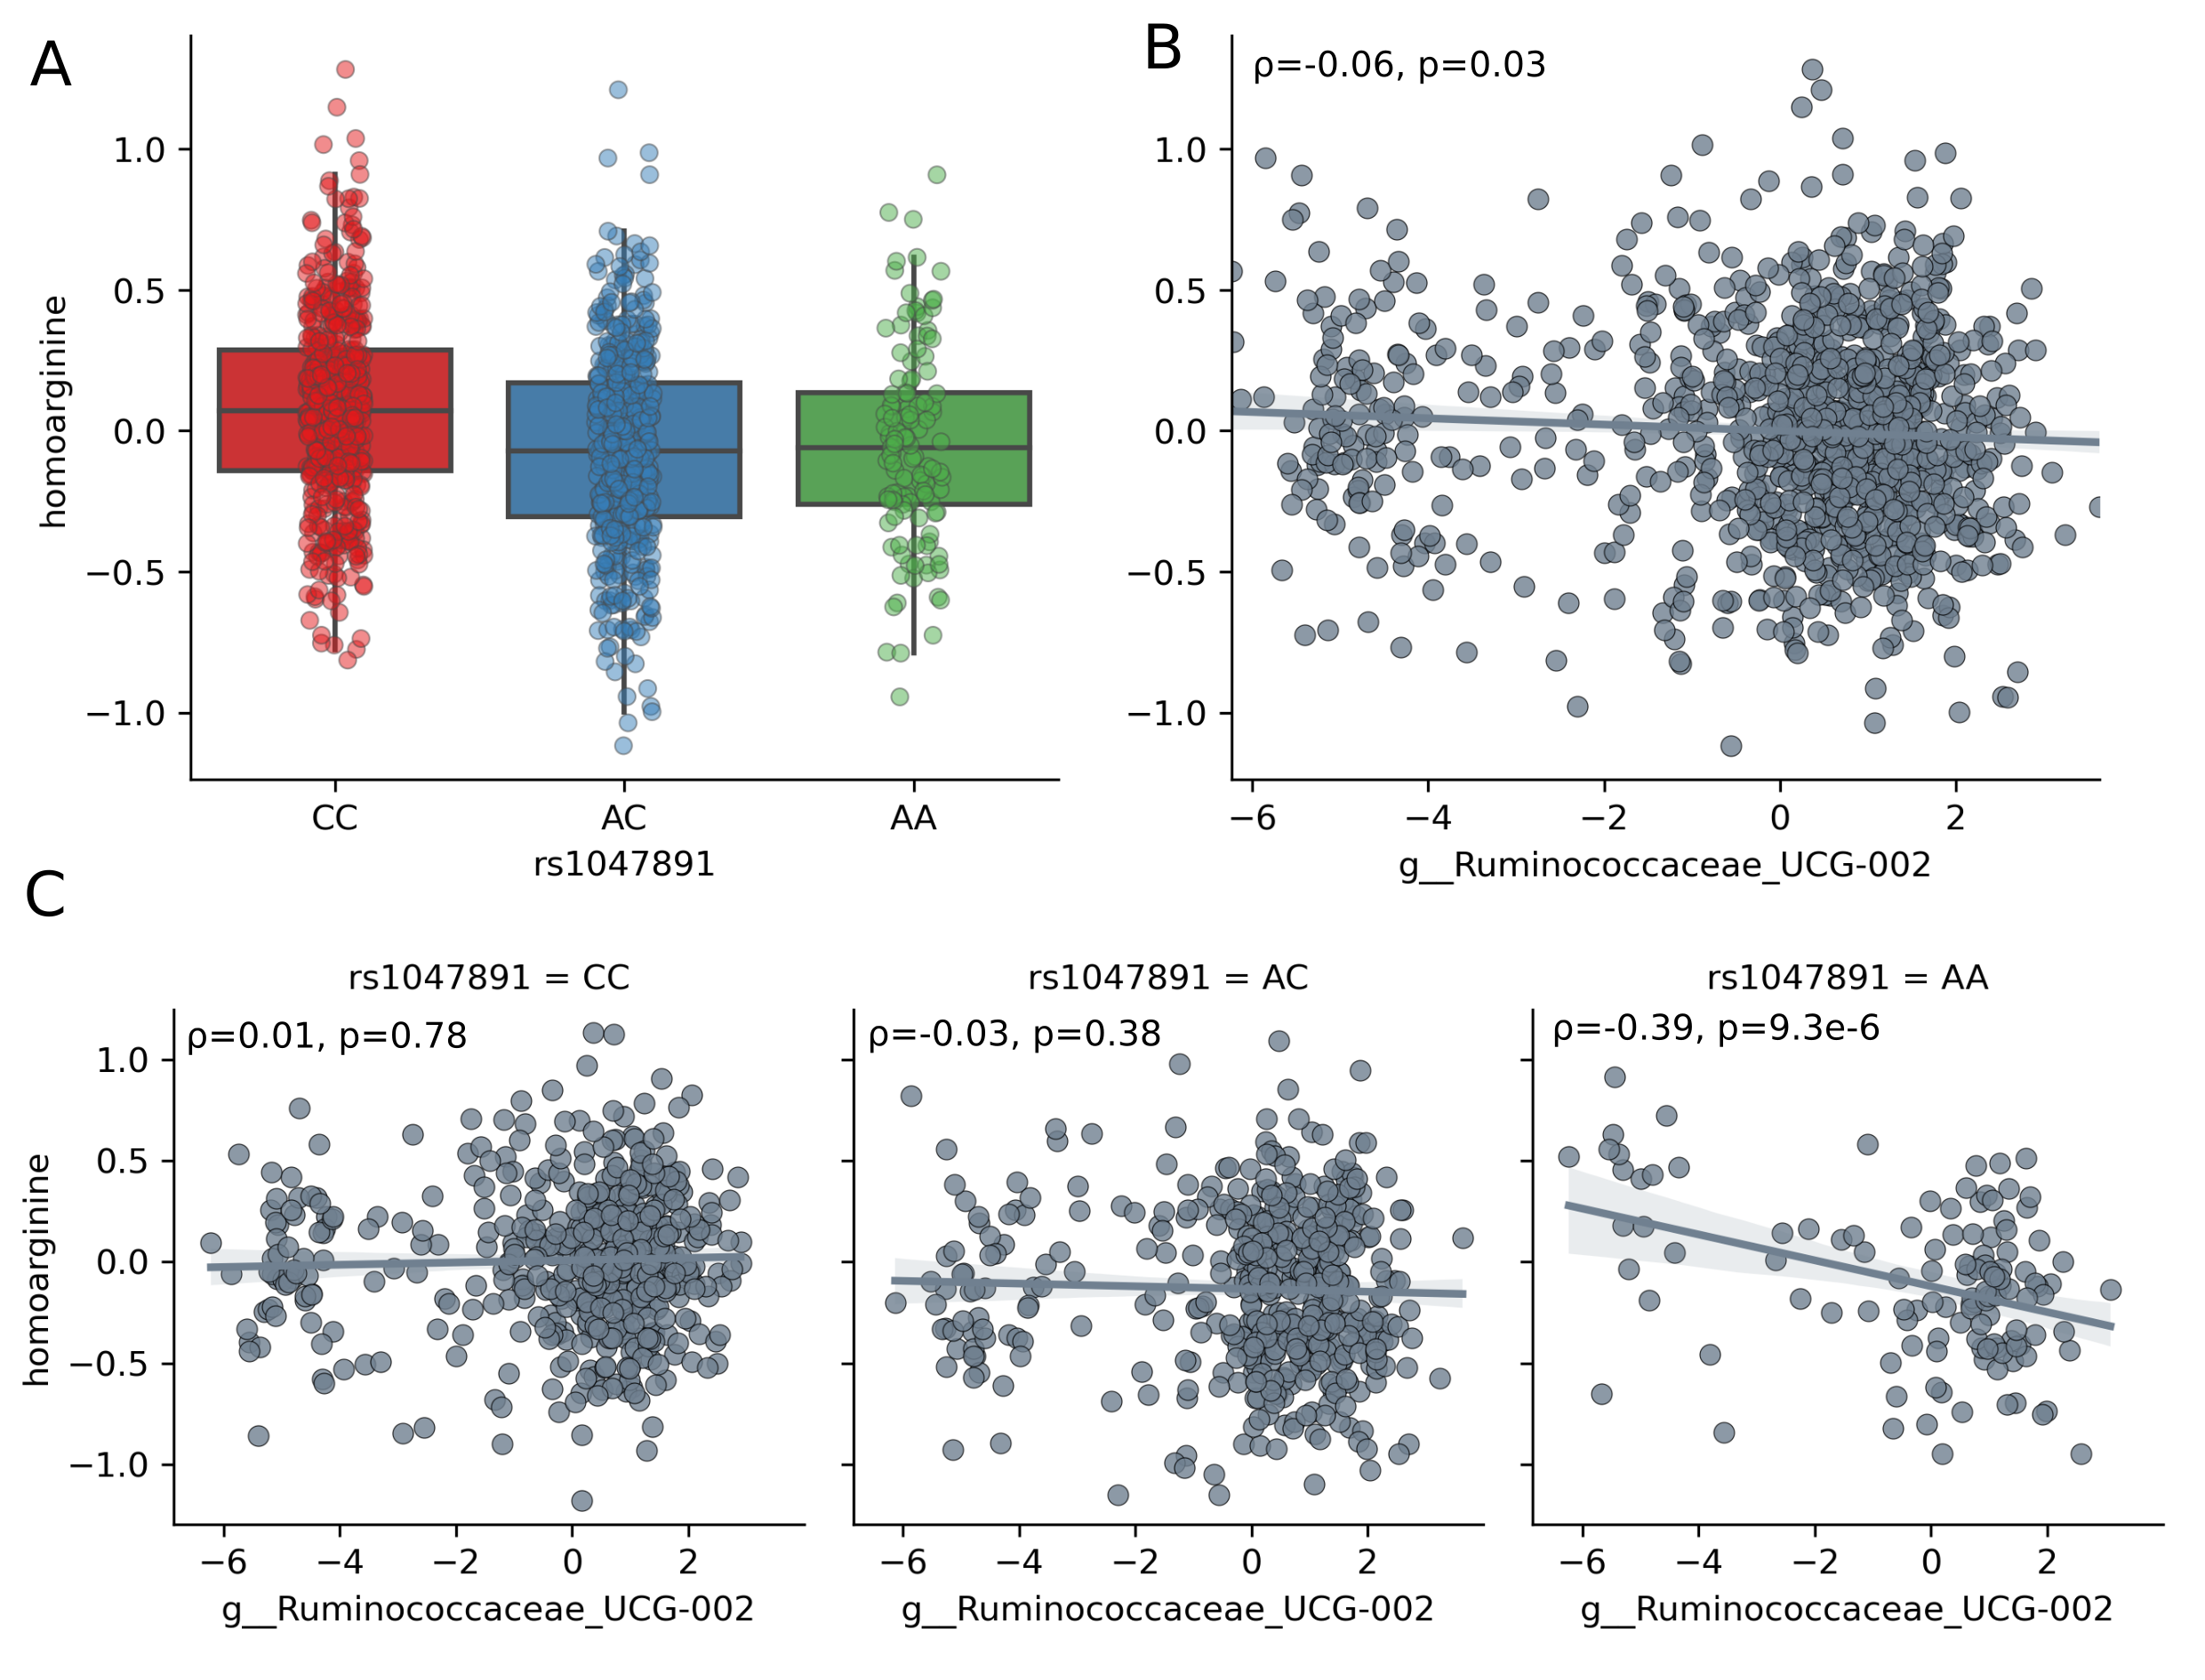 A
homoarginine
1.0
0.5
0.0
−0.5
−1.0
CC AC AA
rs1047891
B
ρ=-0.06, p=0.03
1.0
0.5
0.0
−0.5
−1.0
−6 −4 −2 0 2
g__Ruminococcaceae_UCG-002
C
homoarginine
rs1047891 = CC
ρ=0.01, p=0.78
1.0
0.5
0.0
−0.5
−1.0
−6 −4 −2 0 2
g__Ruminococcaceae_UCG-002
rs1047891 = AC
ρ=-0.03, p=0.38
−6 −4 −2 0 2
g__Ruminococcaceae_UCG-002
rs1047891 = AA
ρ=-0.39, p=9.3e-6
−6 −4 −2 0 2
g__Ruminococcaceae_UCG-002